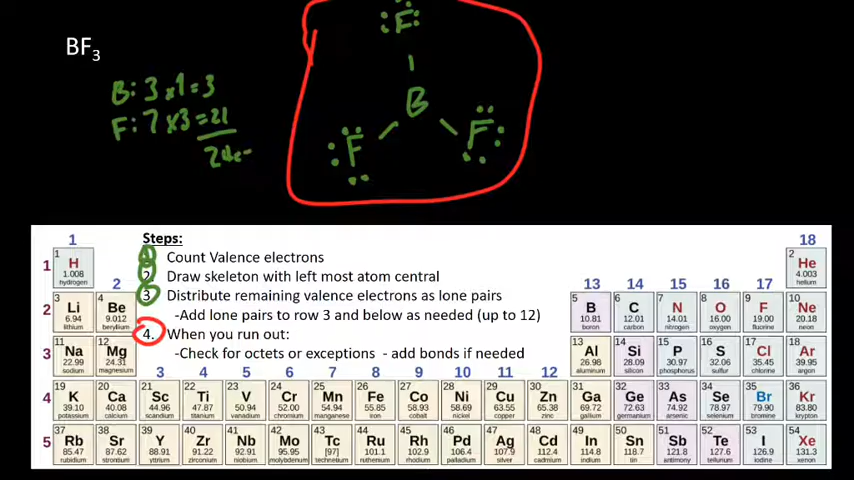 BF3
B: 3 x 1 = 3
F: 7 x 3 = 21
24e-
F
B
F
F
Steps:
1. Count Valence electrons
2. Draw skeleton with left most atom central
3. Distribute remaining valence electrons as lone pairs
-Add lone pairs to row 3 and below as needed (up to 12)
4. When you run out:
-Check for octets or exceptions - add bonds if needed
1 18
1 1 H 1.008 hydrogen 2 He 4.003 helium
2 13 14 15 16 17
2 3 Li 6.94 lithium 4 Be 9.012 beryllium 5 B 10.81 boron 6 C 12.01 carbon 7 N 14.01 nitrogen 8 O 16.00 oxygen 9 F 19.00 fluorine 10 Ne 20.18 neon
3 11 Na 22.99 sodium 12 Mg 24.31 magnesium 13 Al 26.98 aluminum 14 Si 28.09 silicon 15 P 30.97 phosphorus 16 S 32.06 sulfur 17 Cl 35.45 chlorine 18 Ar 39.95 argon
3 4 5 6 7 8 9 10 11 12
4 19 K 39.10 potassium 20 Ca 40.08 calcium 21 Sc 44.96 scandium 22 Ti 47.87 titanium 23 V 50.94 vanadium 24 Cr 52.00 chromium 25 Mn 54.94 manganese 26 Fe 55.85 iron 27 Co 58.93 cobalt 28 Ni 58.69 nickel 29 Cu 63.55 copper 30 Zn 65.38 zinc 31 Ga 69.72 gallium 32 Ge 72.63 germanium 33 As 74.92 arsenic 34 Se 78.97 selenium 35 Br 79.90 bromine 36 Kr 83.80 krypton
5 37 Rb 85.47 rubidium 38 Sr 87.62 strontium 39 Y 88.91 yttrium 40 Zr 91.22 zirconium 41 Nb 92.91 niobium 42 Mo 95.95 molybdenum 43 Tc [97] technetium 44 Ru 101.1 ruthenium 45 Rh 102.9 rhodium 46 Pd 106.4 palladium 47 Ag 107.9 silver 48 Cd 112.4 cadmium 49 In 114.8 indium 50 Sn 118.7 tin 51 Sb 121.8 antimony 52 Te 127.6 tellurium 53 I 126.9 iodine 54 Xe 131.3 xenon